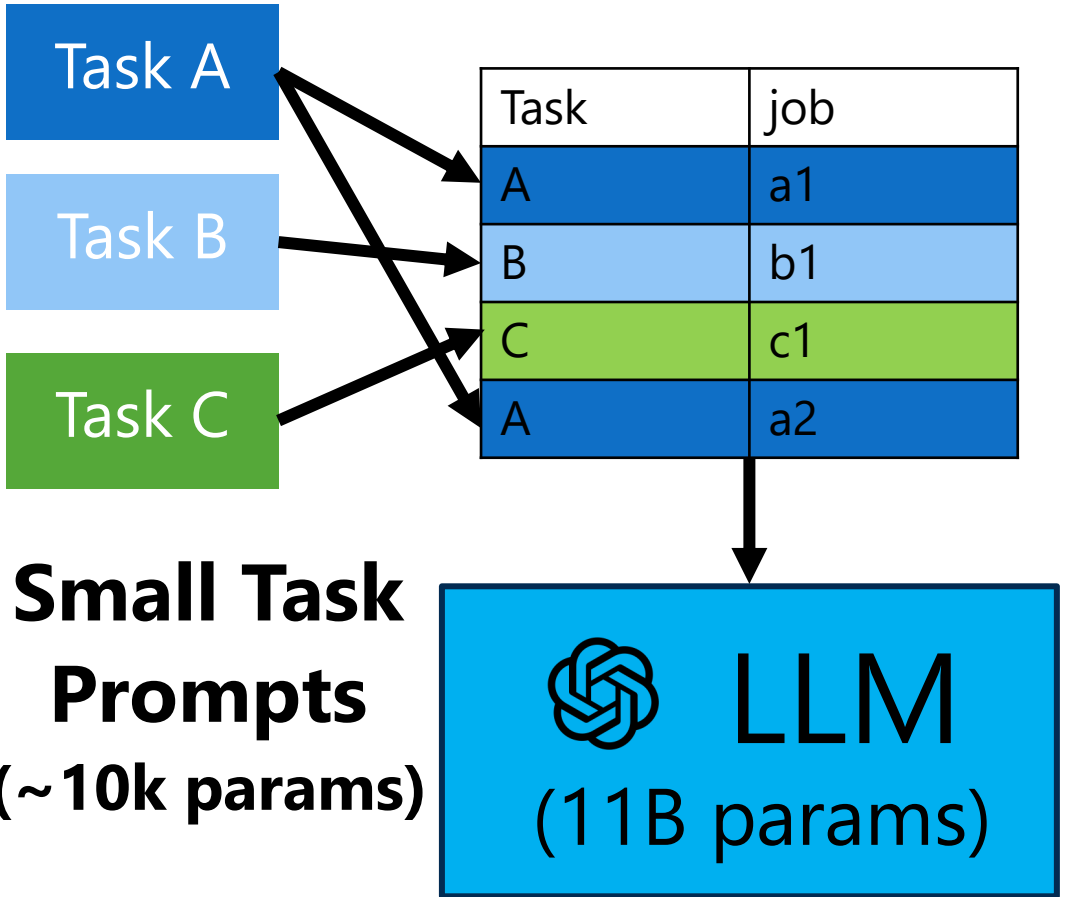 Task A
Task B
Task C
Task job
A a1
B b1
C c1
A a2
Small Task
Prompts
(~10k params)
LLM
(11B params)